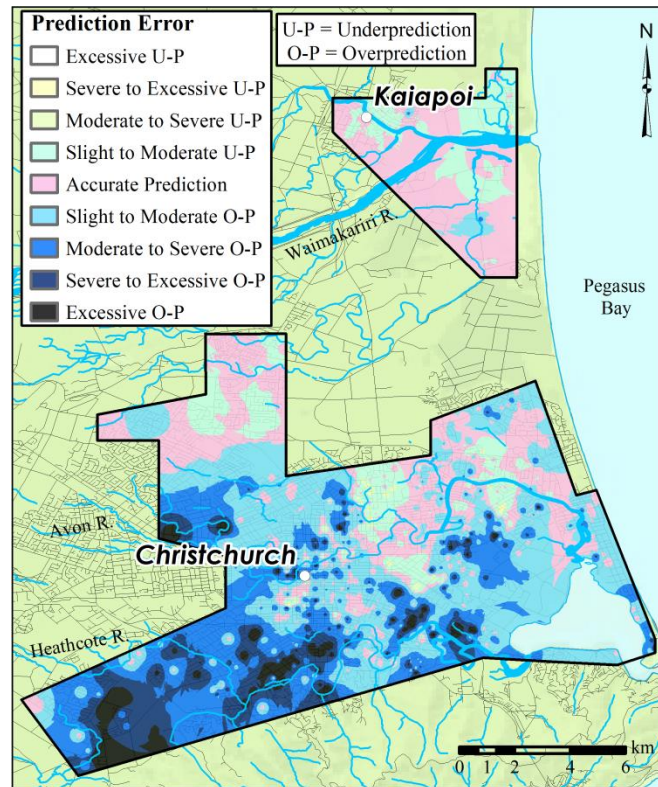 Prediction Error
Excessive U-P
Severe to Excessive U-P
Moderate to Severe U-P
Slight to Moderate U-P
Accurate Prediction
Slight to Moderate O-P
Moderate to Severe O-P
Severe to Excessive O-P
Excessive O-P
U-P = Underprediction
O-P = Overprediction
N
Kaiapoi
Waimakariri R.
Pegasus
Bay
Avon R.
Christchurch
Heathcote R.
km
0 1 2 4 6